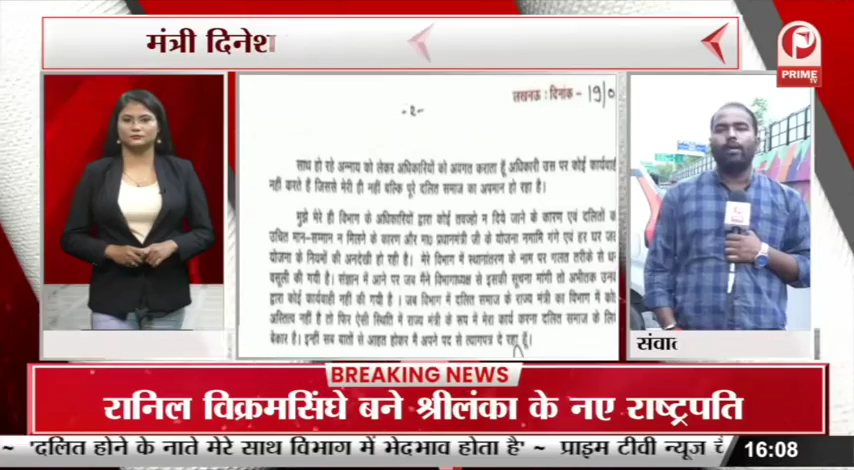 मंत्री दिनेश
PRIME
TV
लखनऊ : दिनांक - 19/0
-२-
साथ हो रहे अन्नाय को लेकर अधिकारियों को अवगत कराता हूँ अधिकारी उस पर कोई कार्यवाही
नहीं करते हैं जिससे मेरी ही नहीं बल्कि पूरे दलित समाज का अपमान हो रहा है।
मुझे मेरे ही विभाग के अधिकारियों द्वारा कोई तवज्जो न दिये जाने के कारण एवं दलितों को
उचित मान-सम्मान न मिलने के कारण और मा0 प्रधानमंत्री जी के योजना नमामि गंगे एवं हर घर जल
योजना के नियमों की अनदेखी हो रही है। मेरे विभाग में स्थानांतरण के नाम पर गलत तरीके से धन
वसूली की गयी है। संज्ञान में आने पर जब मैंने विभागाध्यक्ष से इसकी सूचना मांगी तो अभीतक उनके
द्वारा कोई कार्यवाही नहीं की गयी है । जब विभाग में दलित समाज के राज्य मंत्री का विभाग में कोई
अस्तित्व नहीं है तो फिर ऐसी स्थिति में राज्य मंत्री के रूप में मेरा कार्य करना दलित समाज के लिए
बेकार है। इन्हीं सब बातों से आहत होकर मै अपने पद से त्यागपत्र दे रहा हूँ।
संवाद
BREAKING NEWS
रानिल विक्रमसिंघे बने श्रीलंका के नए राष्ट्रपति
~ 'दलित होने के नाते मेरे साथ विभाग में भेदभाव होता है' ~ प्राइम टीवी न्यूज चै
16:08